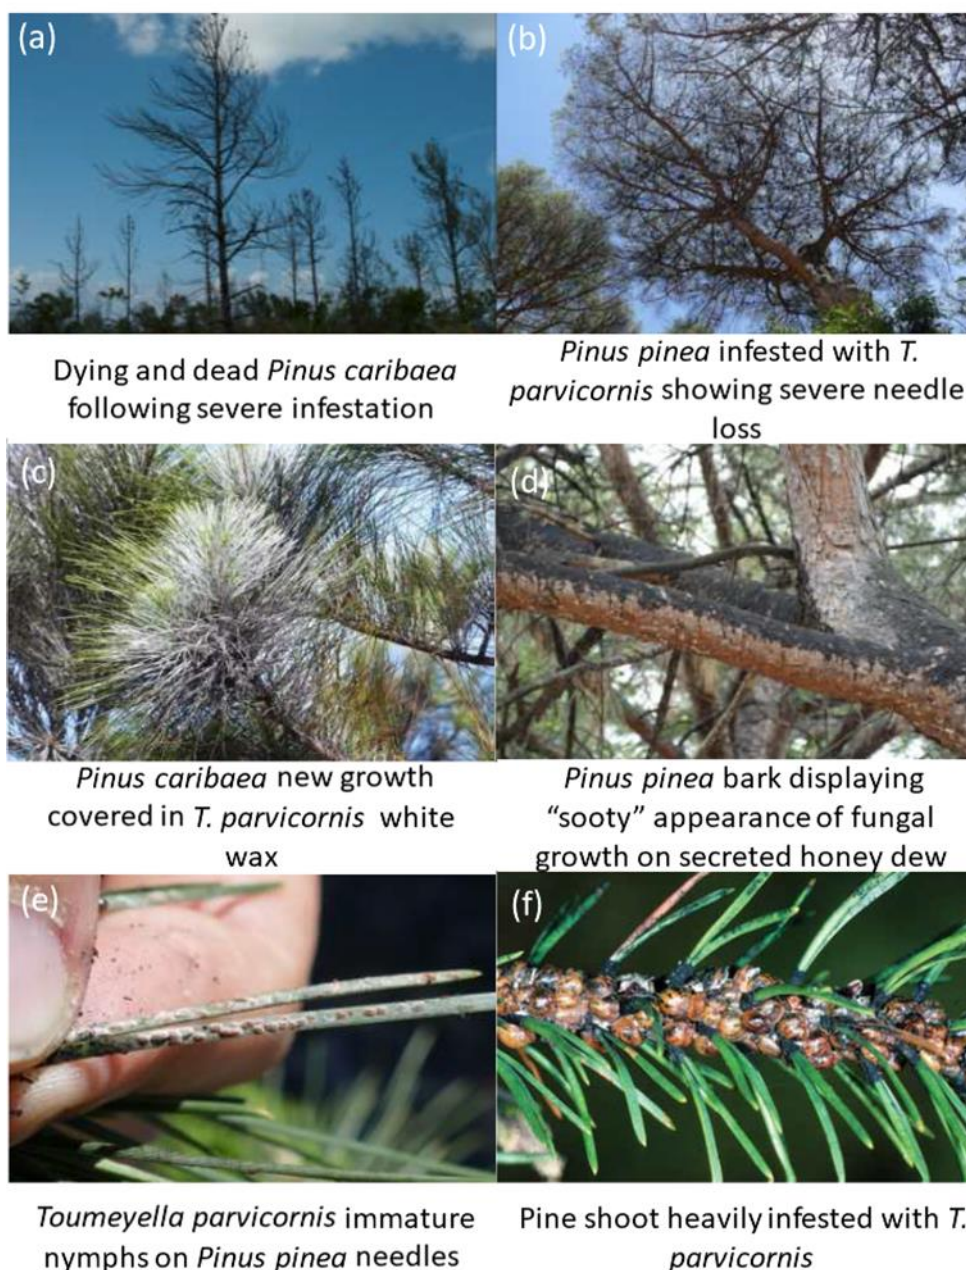 (a)
(b)
Dying and dead Pinus caribaea
following severe infestation
Pinus pinea infested with T.
parvicornis showing severe needle
loss
(c)
(d)
Pinus caribaea new growth
covered in T. parvicornis white
wax
Pinus pinea bark displaying
“sooty” appearance of fungal
growth on secreted honey dew
(e)
(f)
Toumeyella parvicornis immature
nymphs on Pinus pinea needles
Pine shoot heavily infested with T.
parvicornis